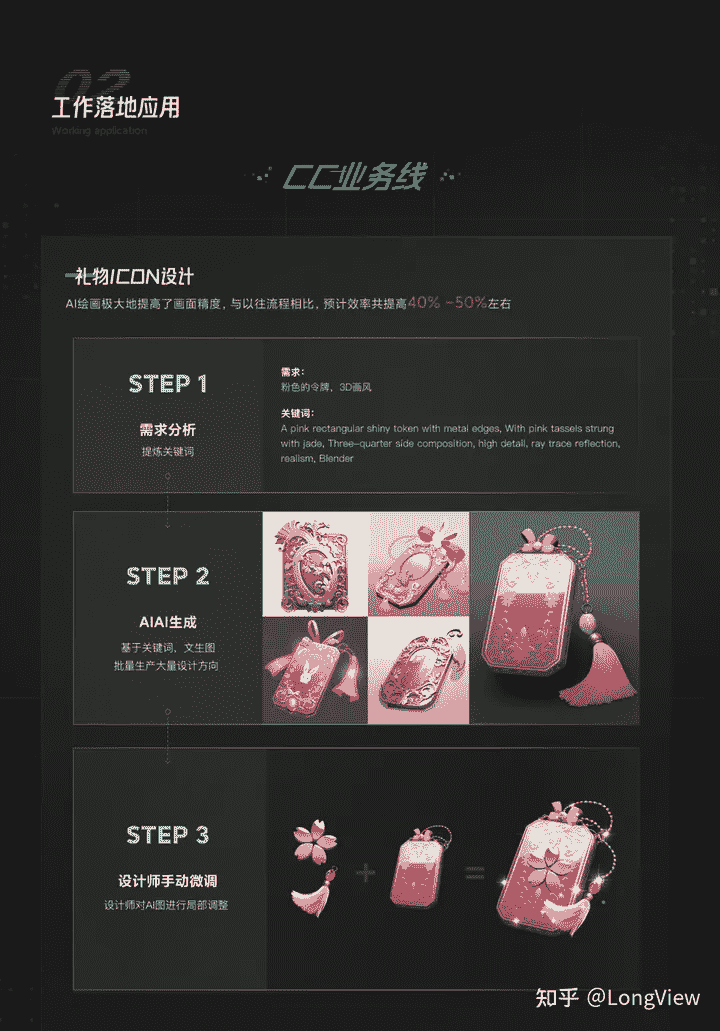 02
工作落地应用
Working application
CC业务线
礼物ICON设计
AI绘画极大地提高了画面精度，与以往流程相比，预计效率共提高40% -50%左右
STEP 1
需求分析
提炼关键词
需求：
粉色的令牌，3D画风
关键词：
A pink rectangular shiny token with metal edges, With pink tassels strung
with jade, Three-quarter side composition, high detail, ray trace reflection,
realism, Blender
STEP 2
AIAI生成
基于关键词，文生图
批量生产大量设计方向
STEP 3
设计师手动微调
设计师对AI图进行局部调整
+
=
知乎 @LongView